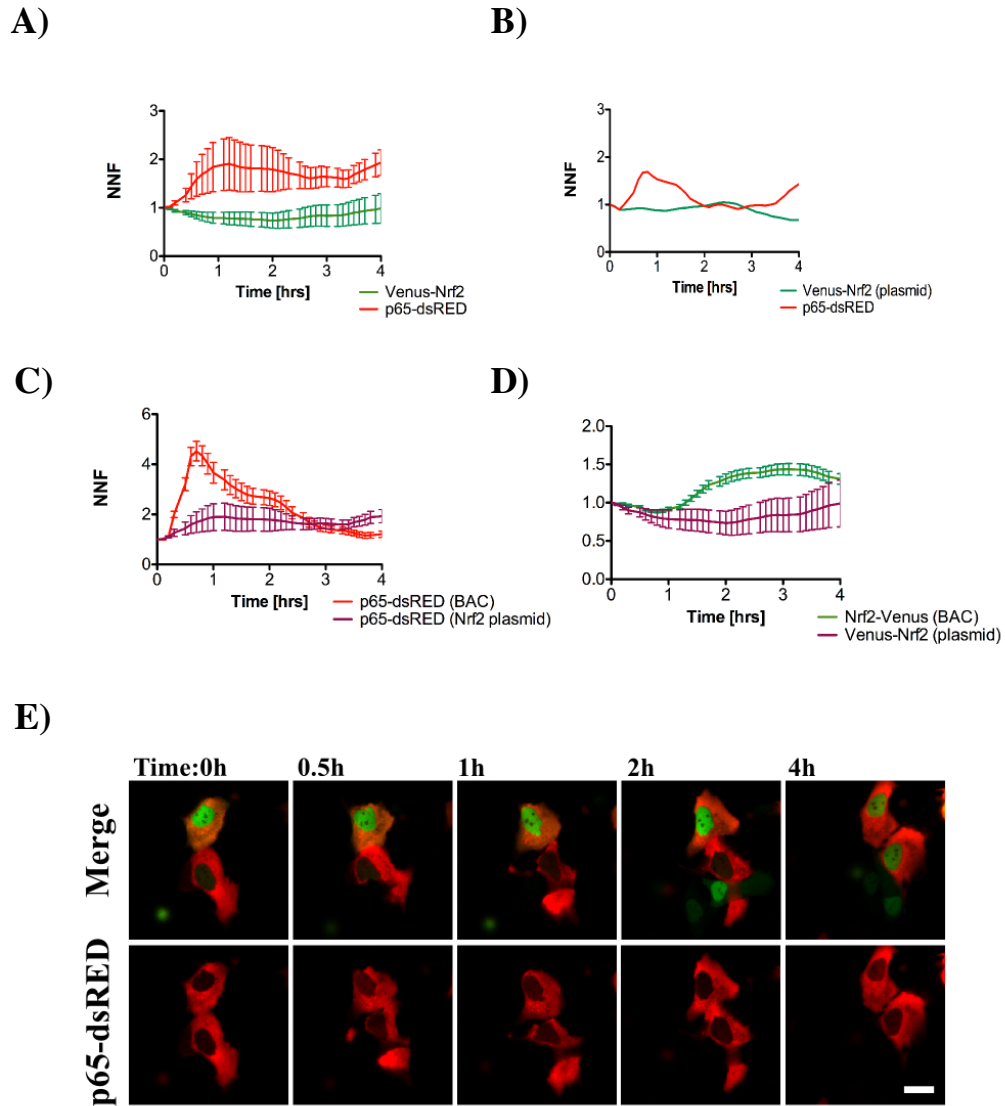 A)
B)
3
2
1
0
NNF
0 1 2 3 4
Time [hrs]
Venus-Nrf2
p65-dsRED
3
2
1
0
NNF
0 1 2 3 4
Time [hrs]
Venus-Nrf2 (plasmid)
p65-dsRED
C)
D)
6
4
2
0
NNF
0 1 2 3 4
Time [hrs]
p65-dsRED (BAC)
p65-dsRED (Nrf2 plasmid)
2.0
1.5
1.0
0.5
0.0
0 1 2 3 4
Time [hrs]
Nrf2-Venus (BAC)
Venus-Nrf2 (plasmid)
E)
Time:0h 0.5h 1h 2h 4h
Merge
p65-dsRED